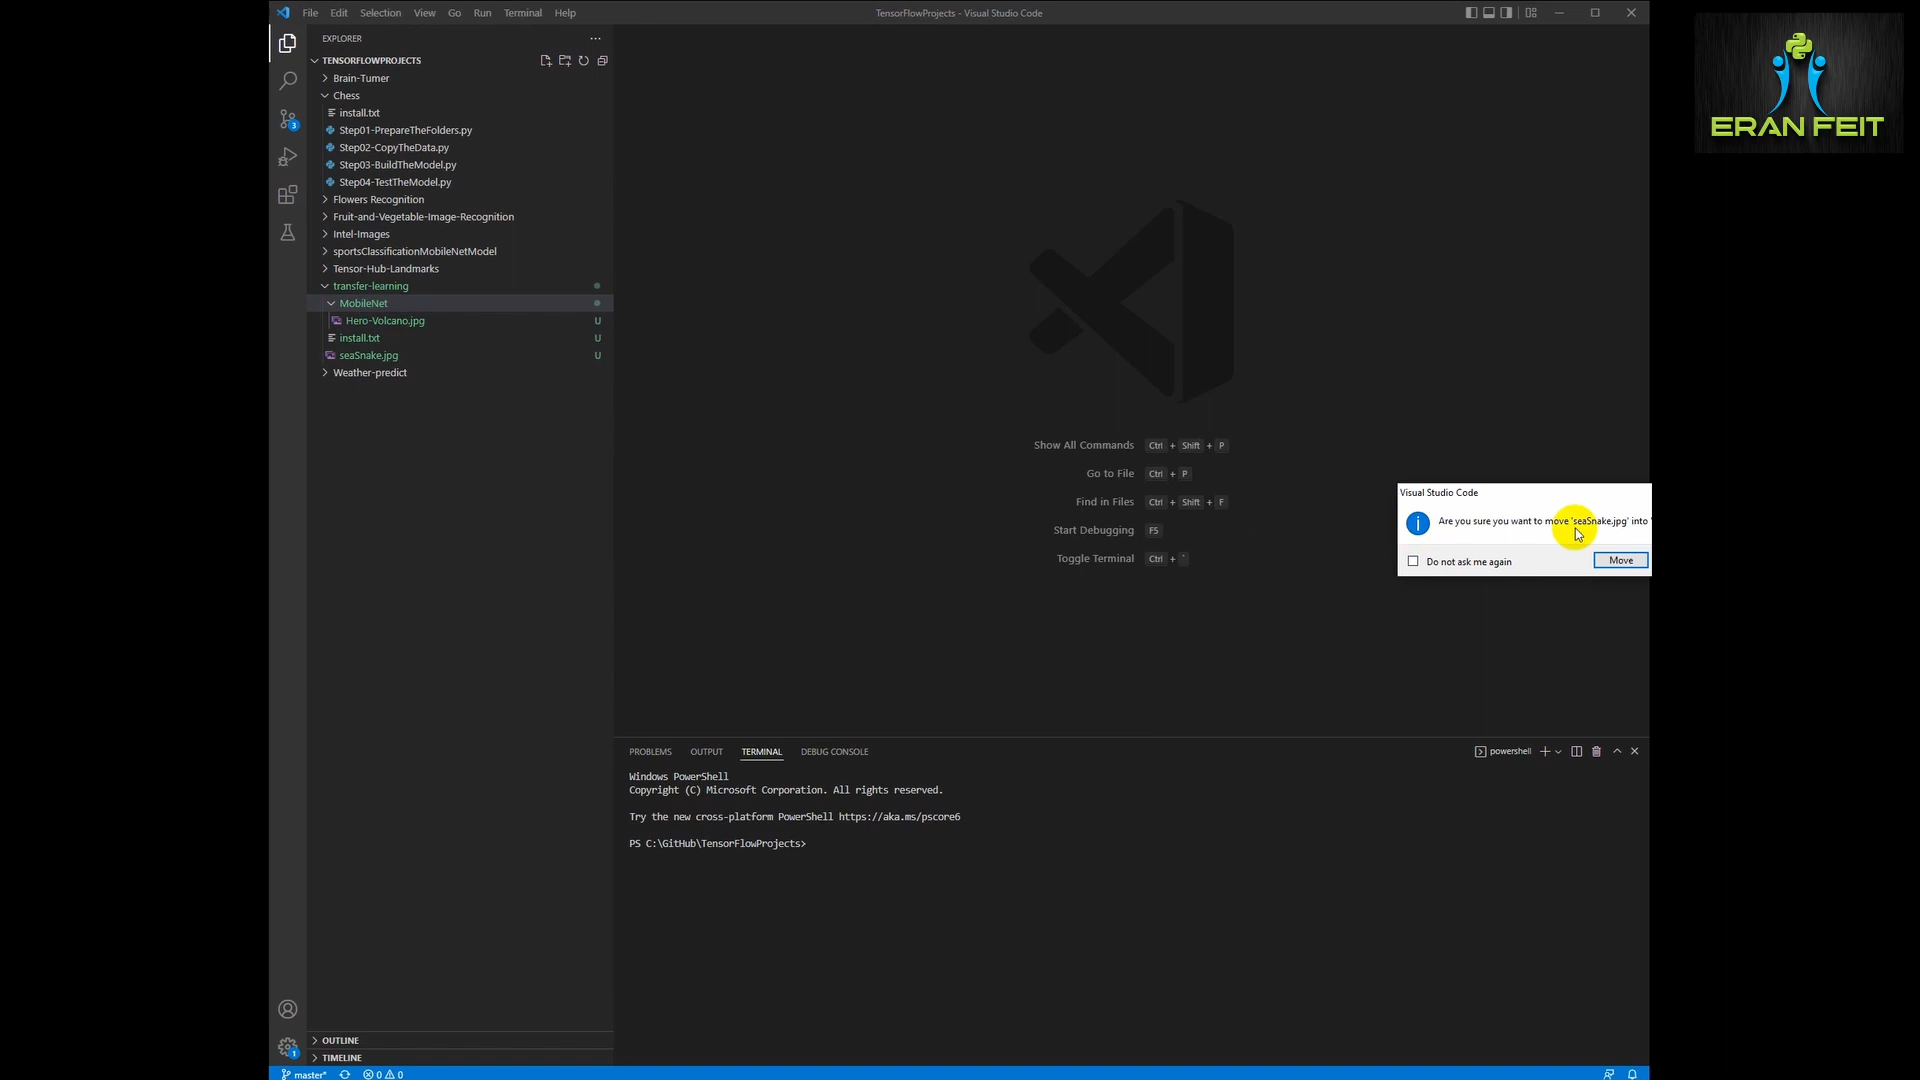 File Edit Selection View Go Run Terminal Help
TensorFlowProjects - Visual Studio Code
ERAN FEIT
EXPLORER
TENSORFLOWPROJECTS
Brain-Tumer
Chess
install.txt
Step01-PrepareTheFolders.py
Step02-CopyTheData.py
Step03-BuildTheModel.py
Step04-TestTheModel.py
Flowers Recognition
Fruit-and-Vegetable-Image-Recognition
Intel-Images
sportsClassificationMobileNetModel
Tensor-Hub-Landmarks
transfer-learning
MobileNet
Hero-Volcano.jpg U
install.txt U
seaSnake.jpg U
Weather-predict
3
Show All Commands Ctrl + Shift + P
Go to File Ctrl + P
Find in Files Ctrl + Shift + F
Start Debugging F5
Toggle Terminal Ctrl + `
Visual Studio Code
Are you sure you want to move 'seaSnake.jpg' into '
Do not ask me again
Move
PROBLEMS OUTPUT TERMINAL DEBUG CONSOLE
powershell
Windows PowerShell
Copyright (C) Microsoft Corporation. All rights reserved.
Try the new cross-platform PowerShell https://aka.ms/pscore6
PS C:\GitHub\TensorFlowProjects>
OUTLINE
1
TIMELINE
master* 0 0